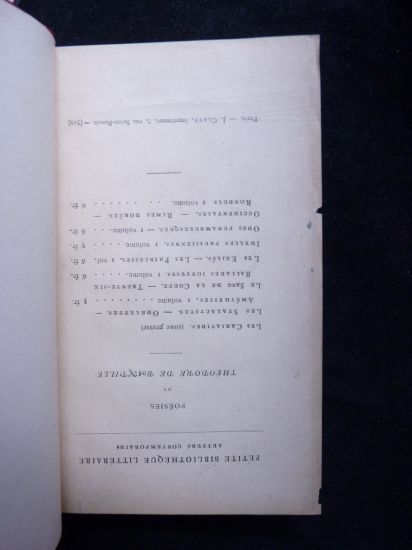 PETITE BIBLIOTHÈQUE LITTÉRAIRE
AUTEURS CONTEMPORAINS
POÉSIES
DE
THÉODORE DE BANVILLE
LES CARIATIDES. (sous presse)
LES STALACTITES. — ODELETTES. —
AMÉTHYSTES, 1 volume . . . . . . . . 5 fr.
LE SANG DE LA COUPE. — TRENTE-SIX
BALLADES JOYEUSES, 1 volume. . . . . 6 fr.
LES EXILÉS. — LES PRINCESSES, 1 vol. 6 fr.
IDYLLES PRUSSIENNES, 1 volume. . . . 5 fr.
ODES FUNAMBULESQUES, — 1 volume . . 6 fr.
OCCIDENTALES. — RIMES DORÉES. —
RONDELS 1 volume. . . . . . . . . . 6 fr.
Paris. — J. CLAYE, imprimeur, 7, rue Saint-Benoît. —